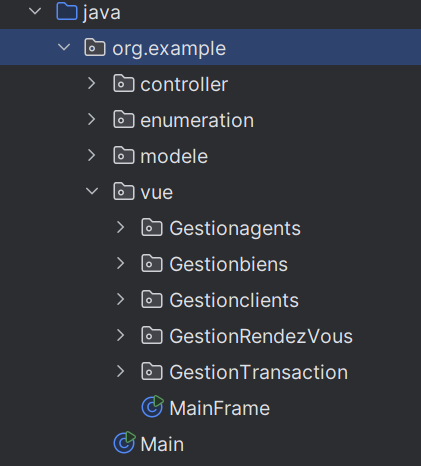 java
org.example
controller
enumeration
modele
vue
Gestionagents
Gestionbiens
Gestionclients
GestionRendezVous
GestionTransaction
MainFrame
Main